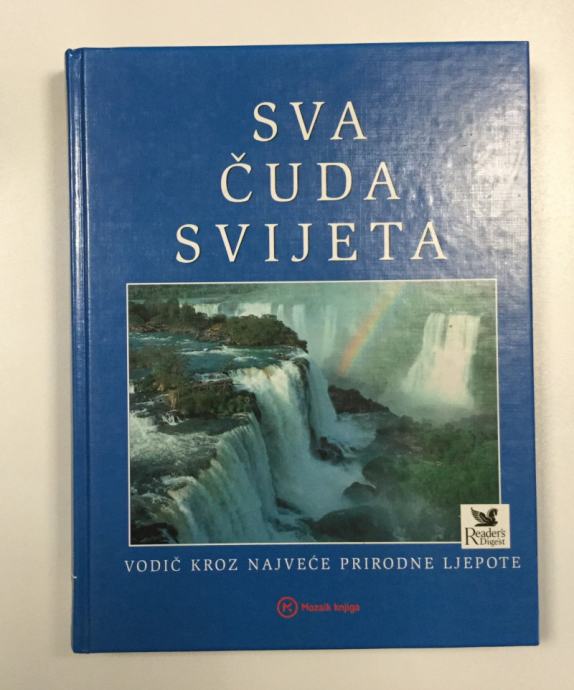 SVA
ČUDA
SVIJETA
Reader's
Digest
VODIČ KROZ NAJVEĆE PRIRODNE LJEPOTE
Mozaik knjiga